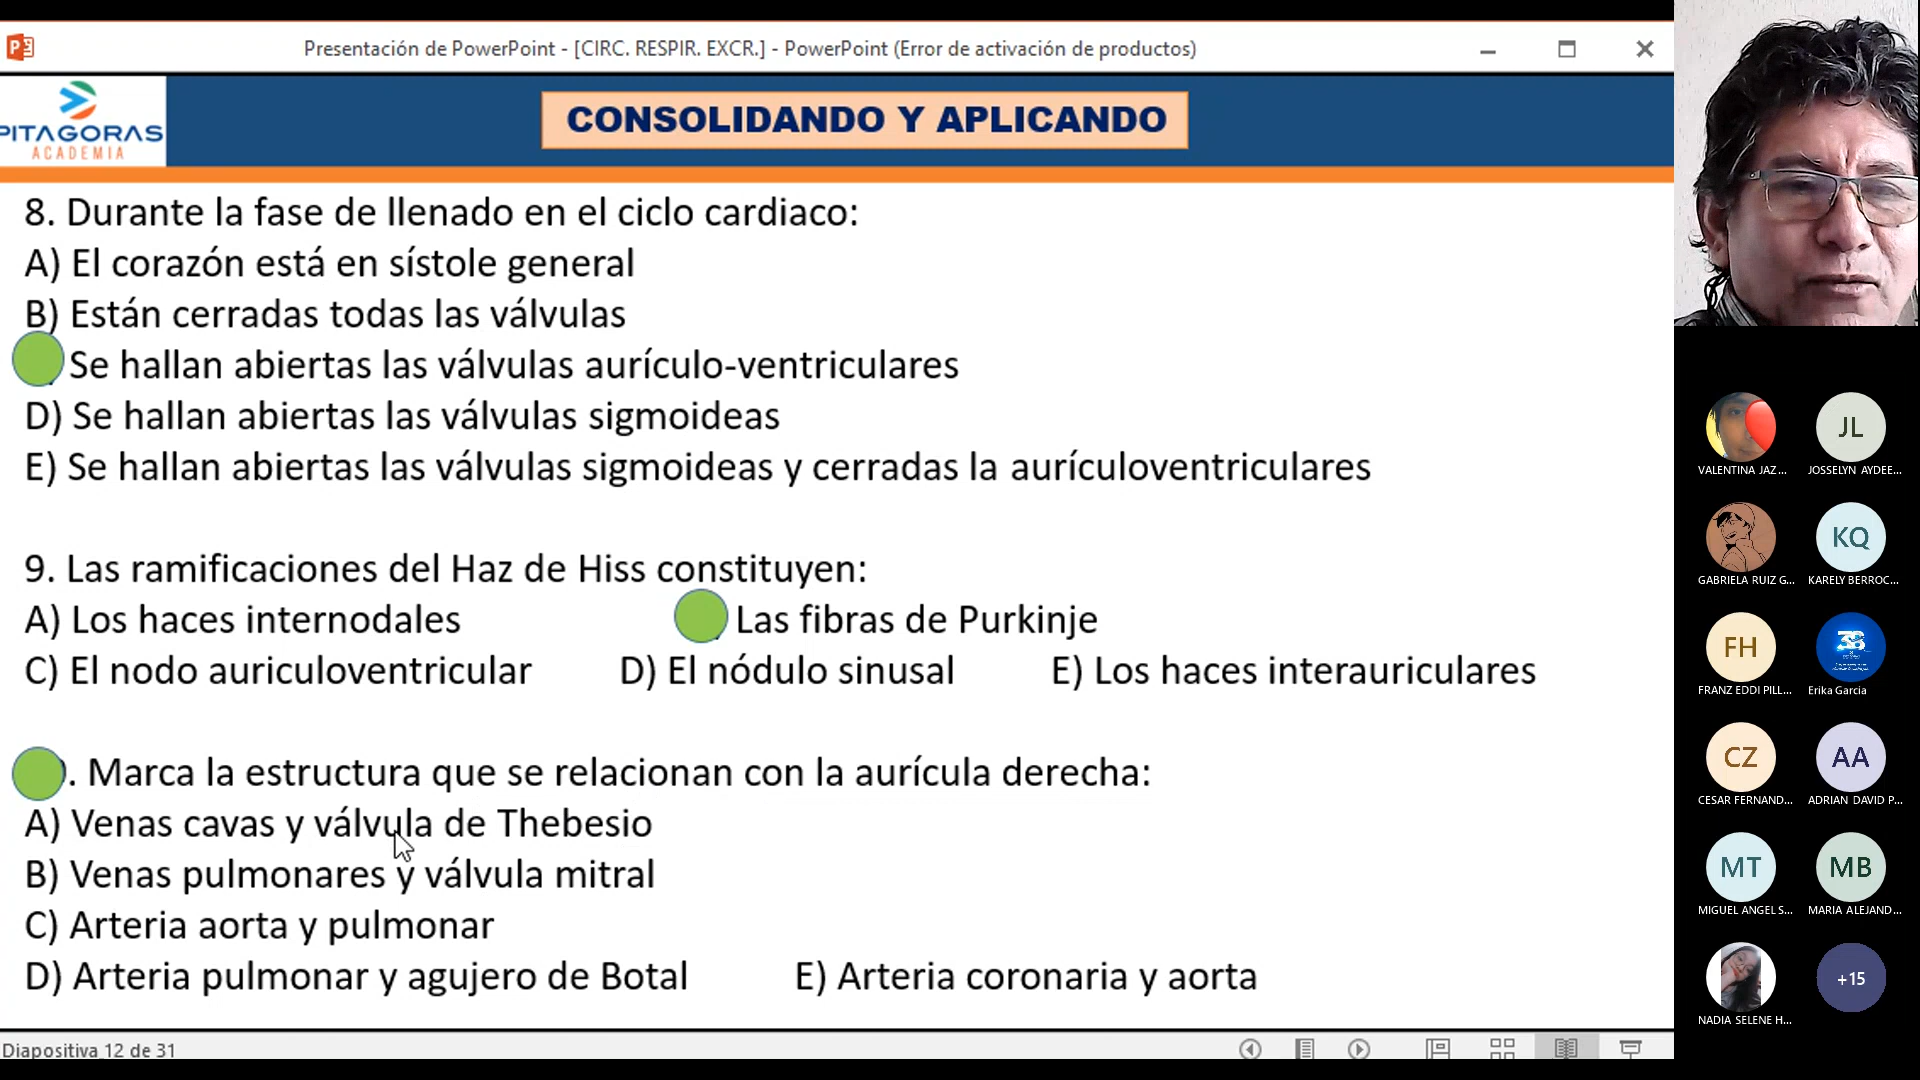 Presentación de PowerPoint - [CIRC. RESPIR. EXCR.] - PowerPoint (Error de activación de productos)
PITAGORAS
ACADEMIA
CONSOLIDANDO Y APLICANDO
8. Durante la fase de llenado en el ciclo cardiaco:
A) El corazón está en sístole general
B) Están cerradas todas las válvulas
Se hallan abiertas las válvulas aurículo-ventriculares
D) Se hallan abiertas las válvulas sigmoideas
E) Se hallan abiertas las válvulas sigmoideas y cerradas la aurículoventriculares
9. Las ramificaciones del Haz de Hiss constituyen:
A) Los haces internodales
Las fibras de Purkinje
C) El nodo auriculoventricular D) El nódulo sinusal E) Los haces interauriculares
. Marca la estructura que se relacionan con la aurícula derecha:
A) Venas cavas y válvula de Thebesio
B) Venas pulmonares y válvula mitral
C) Arteria aorta y pulmonar
D) Arteria pulmonar y agujero de Botal E) Arteria coronaria y aorta
Diapositiva 12 de 31
JL
VALENTINA JAZ... JOSSELYN AYDEE...
KQ
GABRIELA RUIZ G... KARELY BERROC...
FH 38
FRANZ EDDI PILL... Erika Garcia
CZ AA
CESAR FERNAND... ADRIAN DAVID P...
MT MB
MIGUEL ANGEL S... MARIA ALEJAND...
+15
NADIA SELENE H...